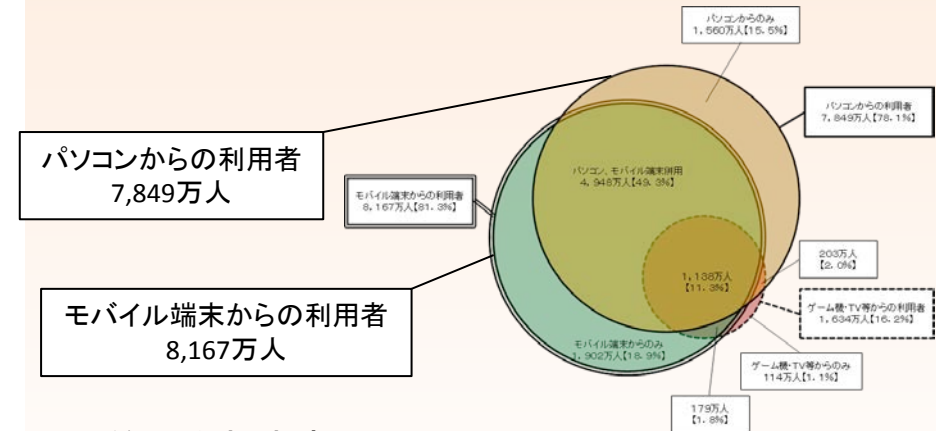 パソコンからのみ
1,560万人【15.5%】
パソコンからの利用者
7,849万人【78.1%】
パソコンからの利用者
7,849万人
パソコン、モバイル端末併用
4,948万人【49.3%】
モバイル端末からの利用者
8,167万人【81.3%】
203万人
【2.0%】
1,138万人
【11.3%】
ゲーム機・TV等からの利用者
1,634万人【16.2%】
モバイル端末からの利用者
8,167万人
モバイル端末からのみ
1,902万人【18.9%】
ゲーム機・TV等からのみ
114万人【1.1%】
179万人
【1.8%】